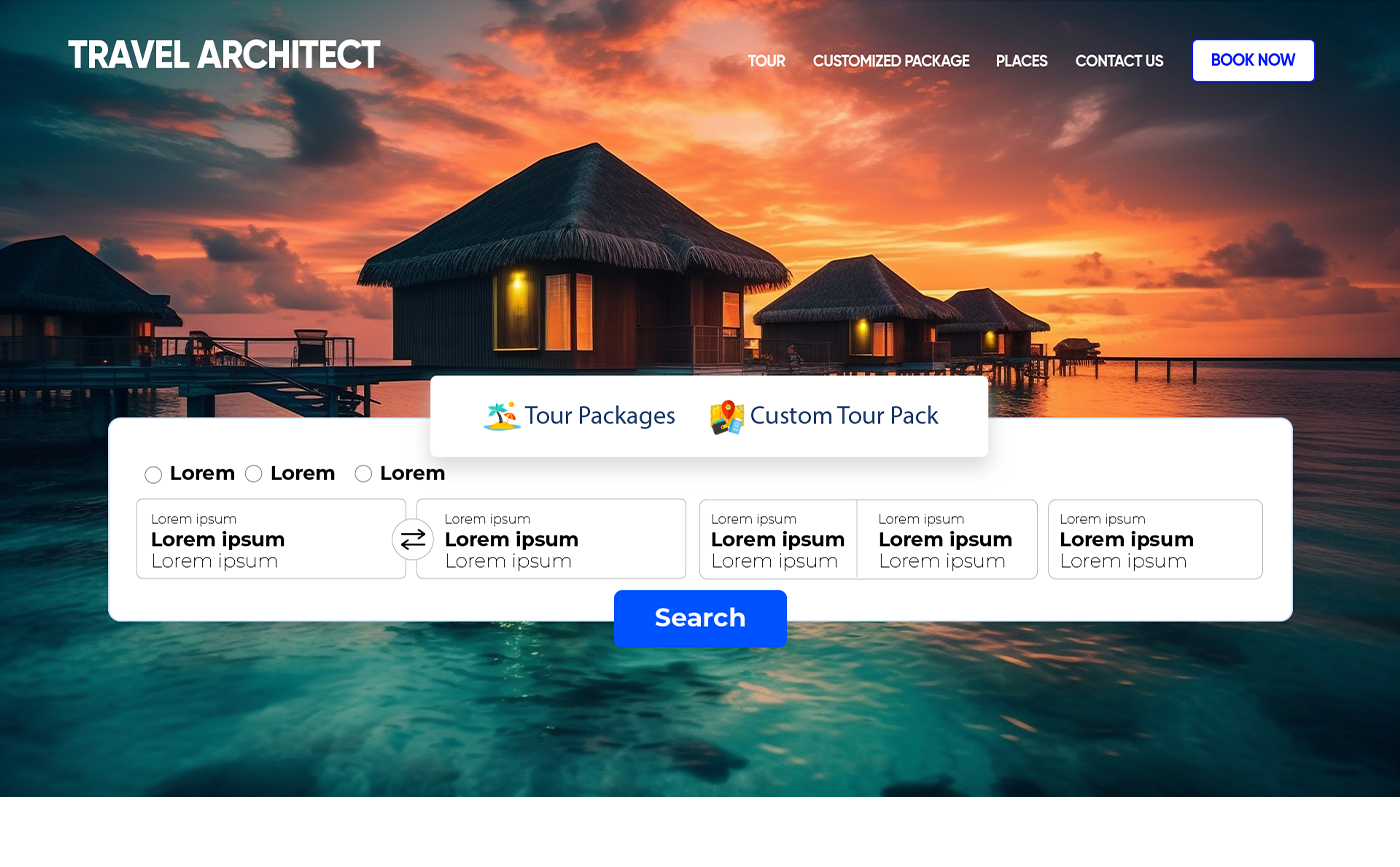 TRAVEL ARCHITECT
TOUR CUSTOMIZED PACKAGE PLACES CONTACT US BOOK NOW
Tour Packages Custom Tour Pack
Lorem Lorem Lorem
Lorem ipsum Lorem ipsum Lorem ipsum Lorem ipsum Lorem ipsum
Lorem ipsum Lorem ipsum Lorem ipsum Lorem ipsum Lorem ipsum
Lorem ipsum Lorem ipsum Lorem ipsum Lorem ipsum Lorem ipsum
Search